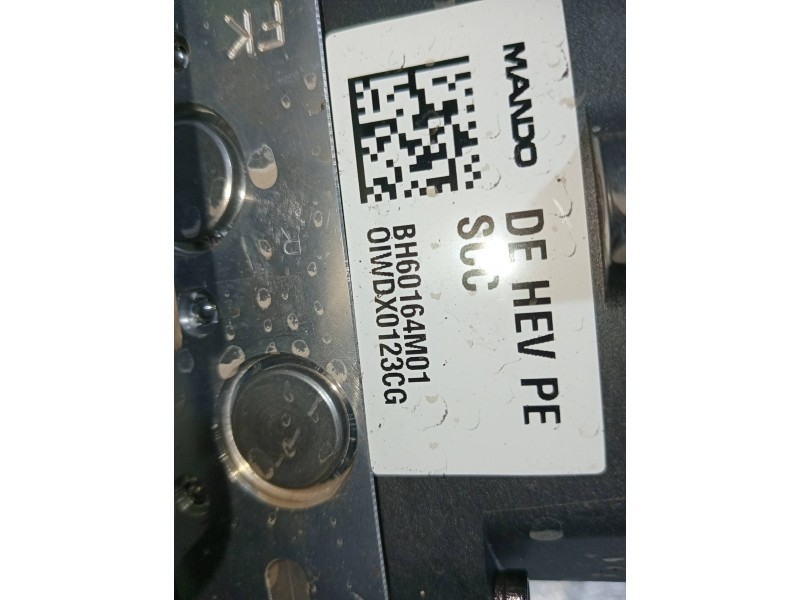 MANDO
DE HEV PE
SCC
BH60164M01
OIWDX0123CG